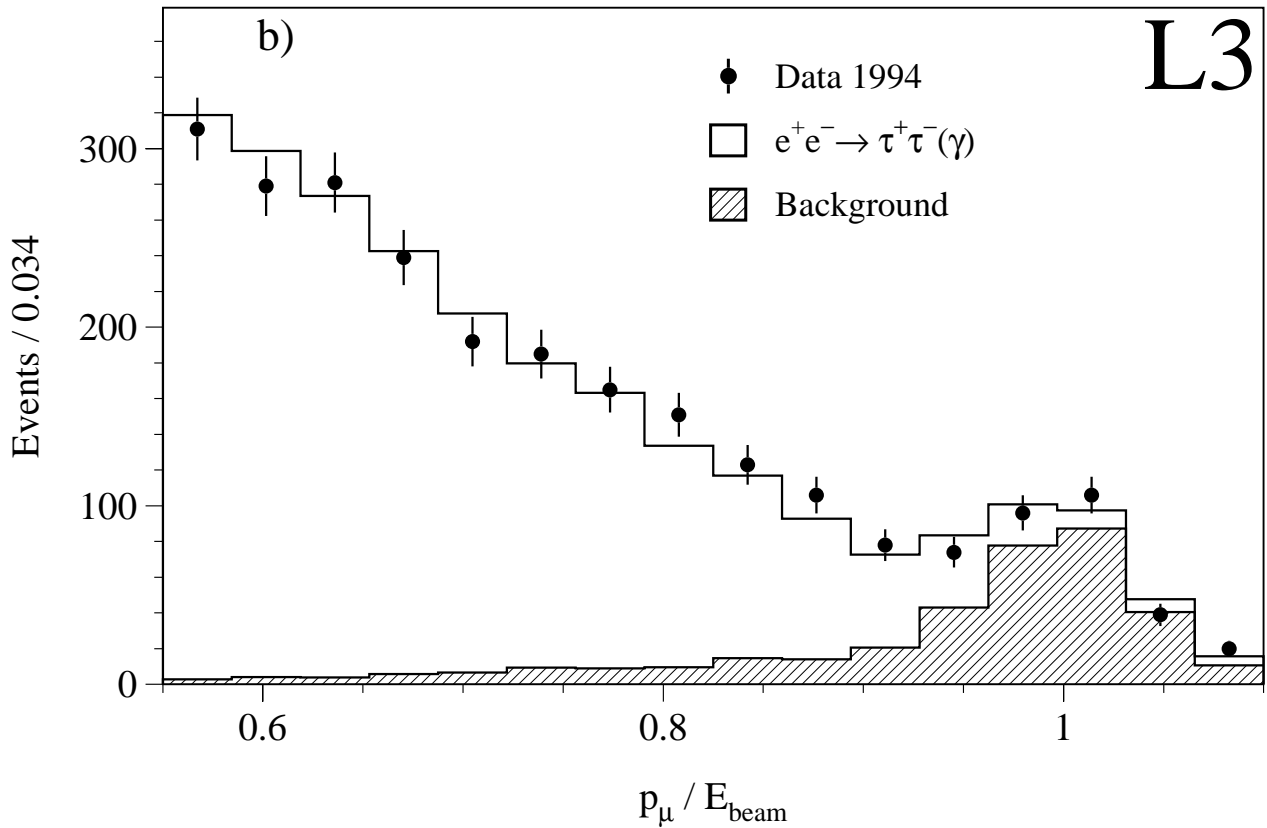 b)
L3
Data 1994
e⁺e⁻→ τ⁺τ⁻(γ)
Background
Events / 0.034
300
200
100
0
0.6
0.8
1
p_μ / E_beam